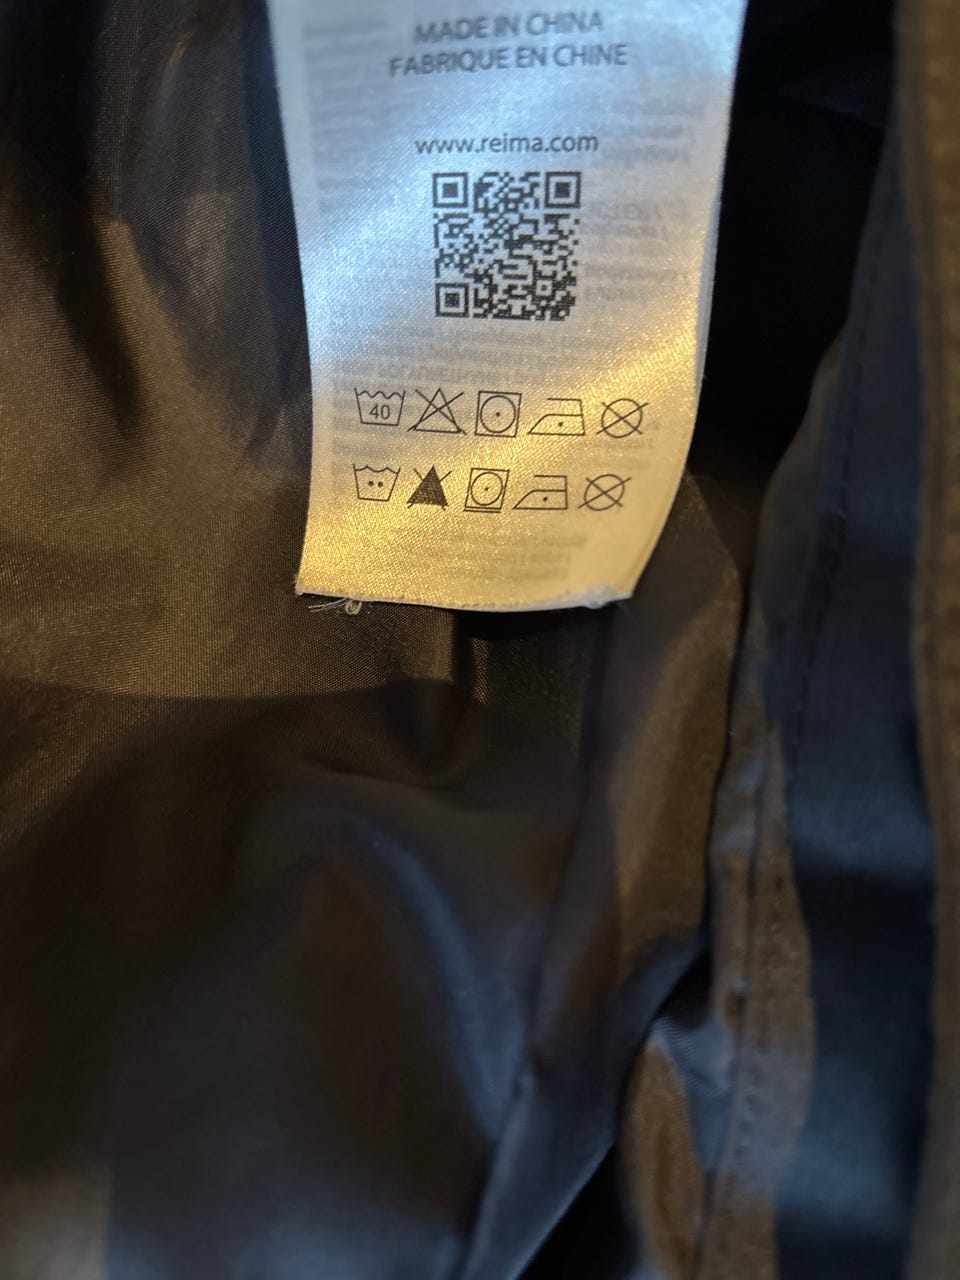 MADE IN CHINA
FABRIQUE EN CHINE
www.reima.com
40